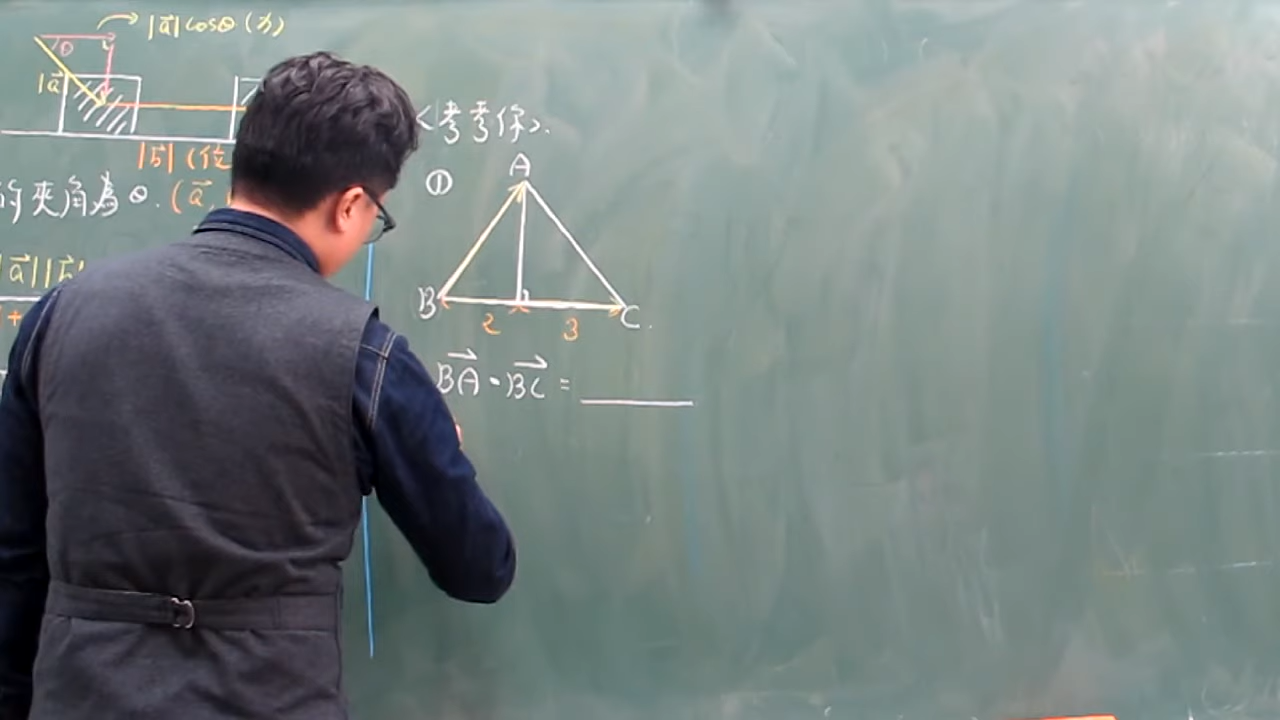 |a⃗|cosθ(力)
θ
|a⃗
|b⃗|(位
的夾角為θ.(a⃗,
|a⃗||b⃗|
<考考你>.
①
A
B
C.
2
3
BA⃗・BC⃗=